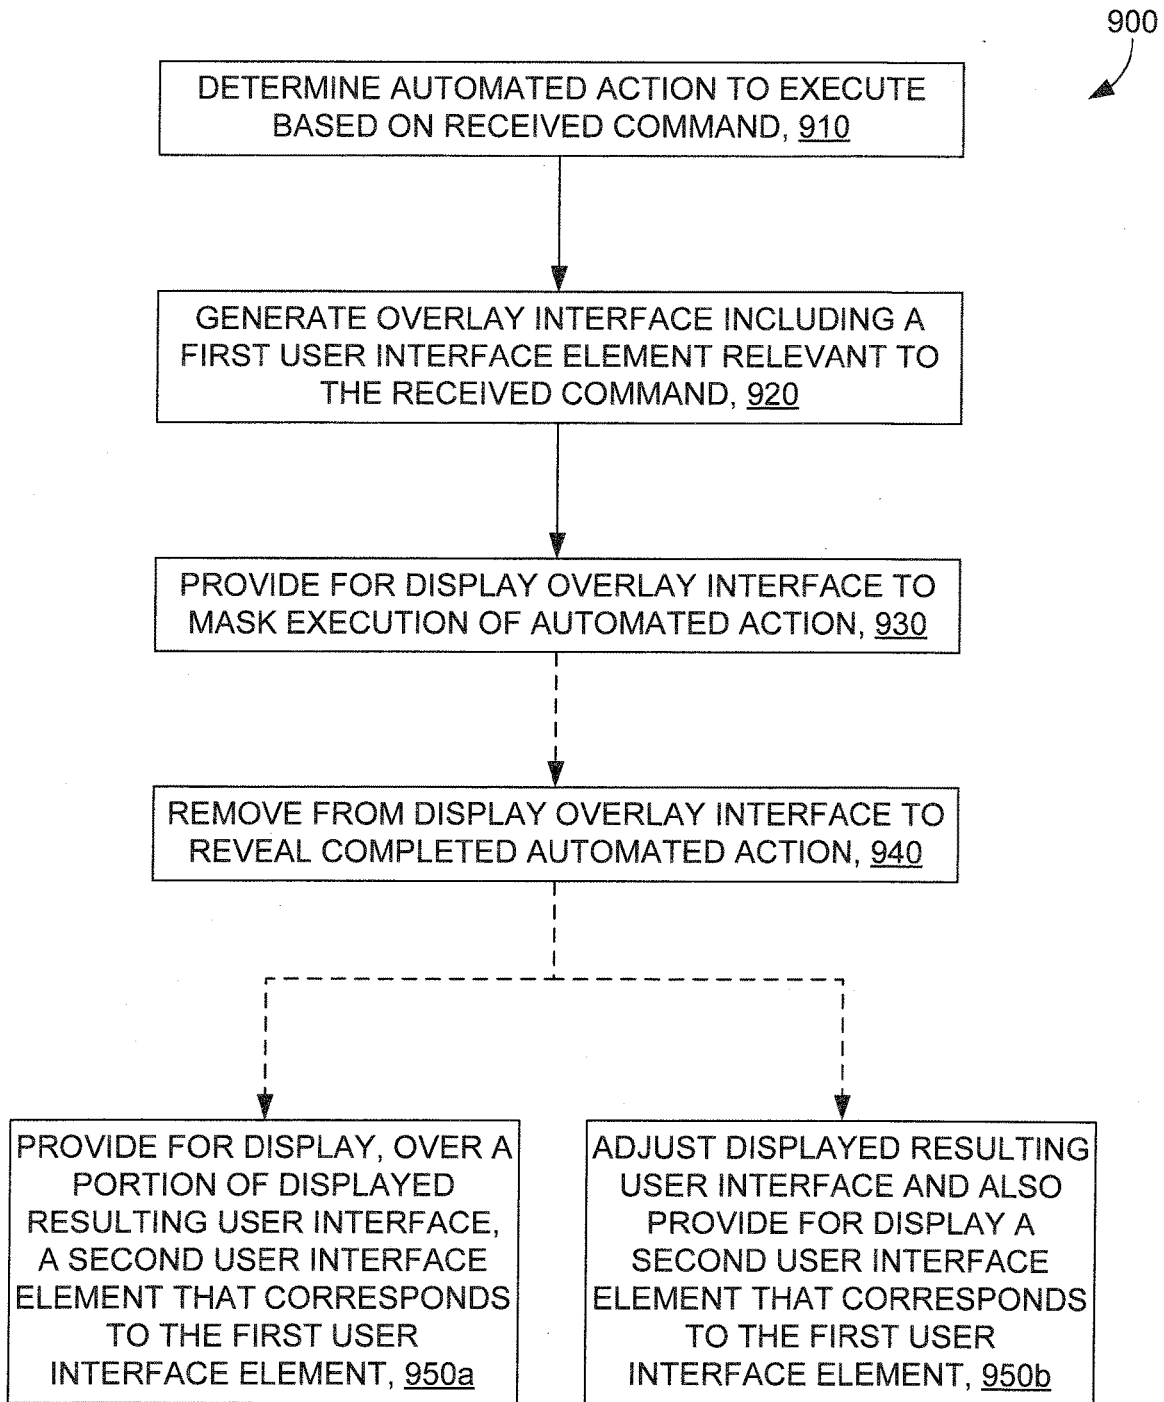 900
DETERMINE AUTOMATED ACTION TO EXECUTE
BASED ON RECEIVED COMMAND, 910
GENERATE OVERLAY INTERFACE INCLUDING A
FIRST USER INTERFACE ELEMENT RELEVANT TO
THE RECEIVED COMMAND, 920
PROVIDE FOR DISPLAY OVERLAY INTERFACE TO
MASK EXECUTION OF AUTOMATED ACTION, 930
REMOVE FROM DISPLAY OVERLAY INTERFACE TO
REVEAL COMPLETED AUTOMATED ACTION, 940
PROVIDE FOR DISPLAY, OVER A
PORTION OF DISPLAYED
RESULTING USER INTERFACE,
A SECOND USER INTERFACE
ELEMENT THAT CORRESPONDS
TO THE FIRST USER
INTERFACE ELEMENT, 950a
ADJUST DISPLAYED RESULTING
USER INTERFACE AND ALSO
PROVIDE FOR DISPLAY A
SECOND USER INTERFACE
ELEMENT THAT CORRESPONDS
TO THE FIRST USER
INTERFACE ELEMENT, 950b